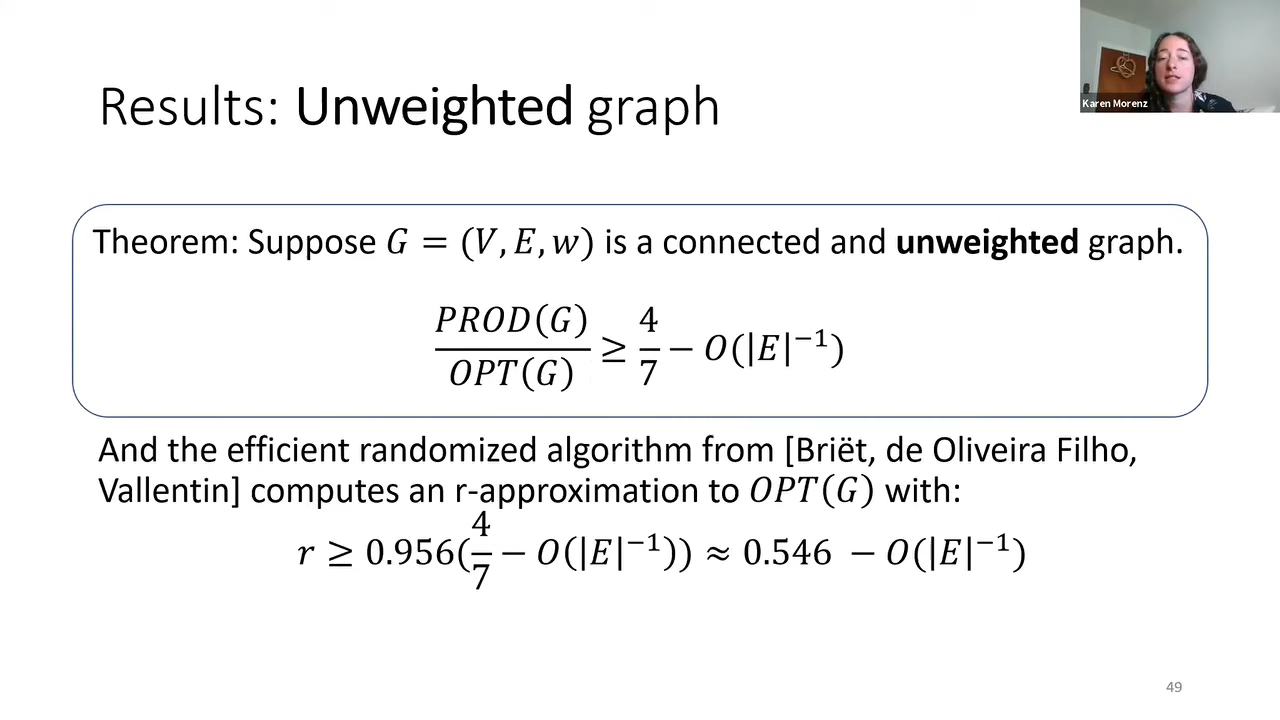 Karen Morenz
Results: Unweighted graph
Theorem: Suppose G = (V, E, w) is a connected and unweighted graph.
PROD(G)/OPT(G) ≥ 4/7 − O(|E|⁻¹)
And the efficient randomized algorithm from [Briët, de Oliveira Filho,
Vallentin] computes an r-approximation to OPT(G) with:
r ≥ 0.956(4/7 − O(|E|⁻¹)) ≈ 0.546 − O(|E|⁻¹)
49